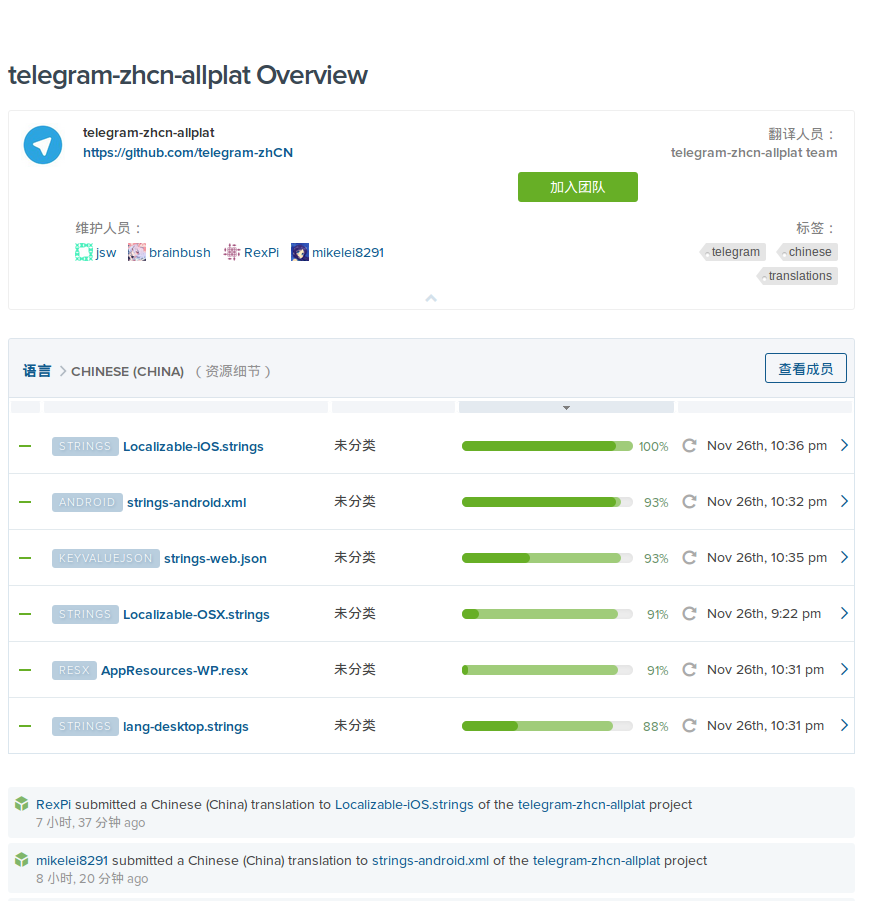 telegram-zhcn-allplat Overview
telegram-zhcn-allplat
https://github.com/telegram-zhCN
翻译人员：
telegram-zhcn-allplat team
加入团队
维护人员：
jsw brainbush RexPi mikelei8291
标签：
telegram chinese
translations
语言 CHINESE (CHINA) （资源细节）
查看成员
STRINGS Localizable-iOS.strings 未分类 100% Nov 26th, 10:36 pm
ANDROID strings-android.xml 未分类 93% Nov 26th, 10:32 pm
KEYVALUEJSON strings-web.json 未分类 93% Nov 26th, 10:35 pm
STRINGS Localizable-OSX.strings 未分类 91% Nov 26th, 9:22 pm
RESX AppResources-WP.resx 未分类 91% Nov 26th, 10:31 pm
STRINGS lang-desktop.strings 未分类 88% Nov 26th, 10:31 pm
RexPi submitted a Chinese (China) translation to Localizable-iOS.strings of the telegram-zhcn-allplat project
7 小时, 37 分钟 ago
mikelei8291 submitted a Chinese (China) translation to strings-android.xml of the telegram-zhcn-allplat project
8 小时, 20 分钟 ago